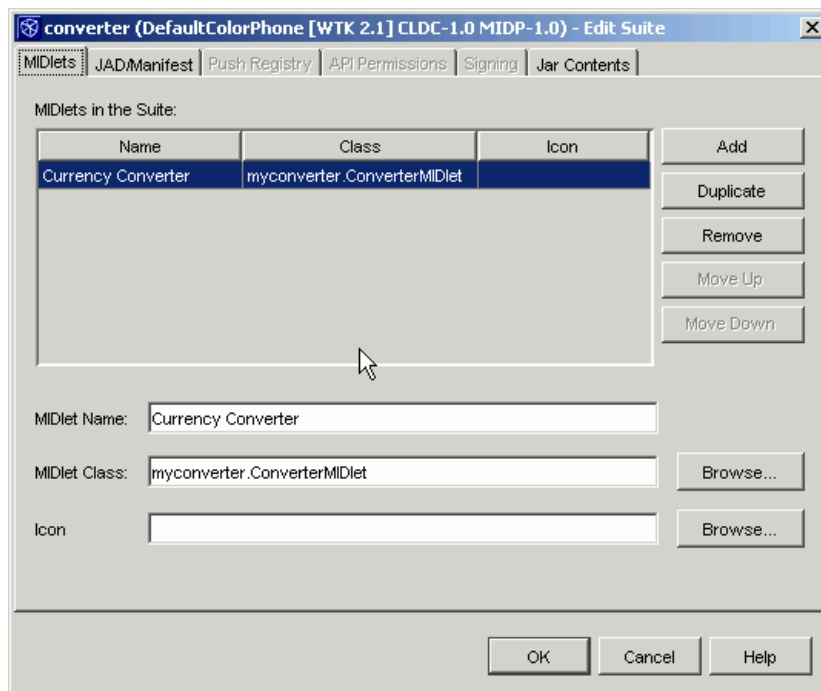 converter (DefaultColorPhone [WTK 2.1] CLDC-1.0 MIDP-1.0) - Edit Suite
MIDlets JAD/Manifest Push Registry API Permissions Signing Jar Contents
MIDlets in the Suite:
Name Class Icon Add
Currency Converter myconverter.ConverterMIDlet
Duplicate
Remove
Move Up
Move Down
MIDlet Name: Currency Converter
MIDlet Class: myconverter.ConverterMIDlet Browse...
Icon Browse...
OK Cancel Help